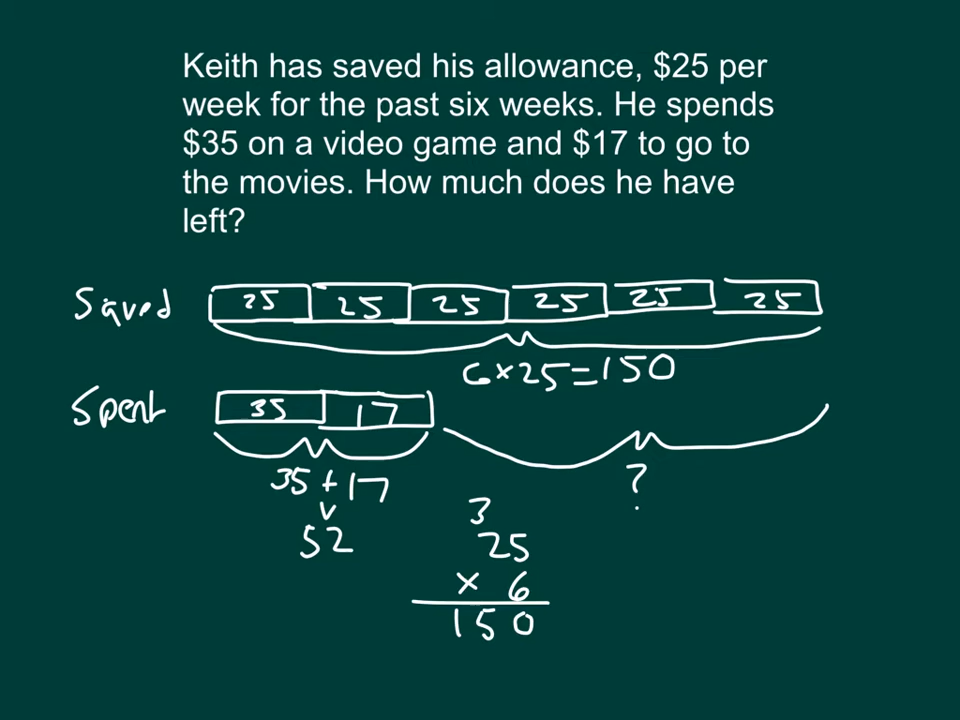 Keith has saved his allowance, $25 per
week for the past six weeks. He spends
$35 on a video game and $17 to go to
the movies. How much does he have
left?
Saved 25 25 25 25 25 25
6×25=150
Spent 35 17
35+17
?
52
3
25
× 6
150